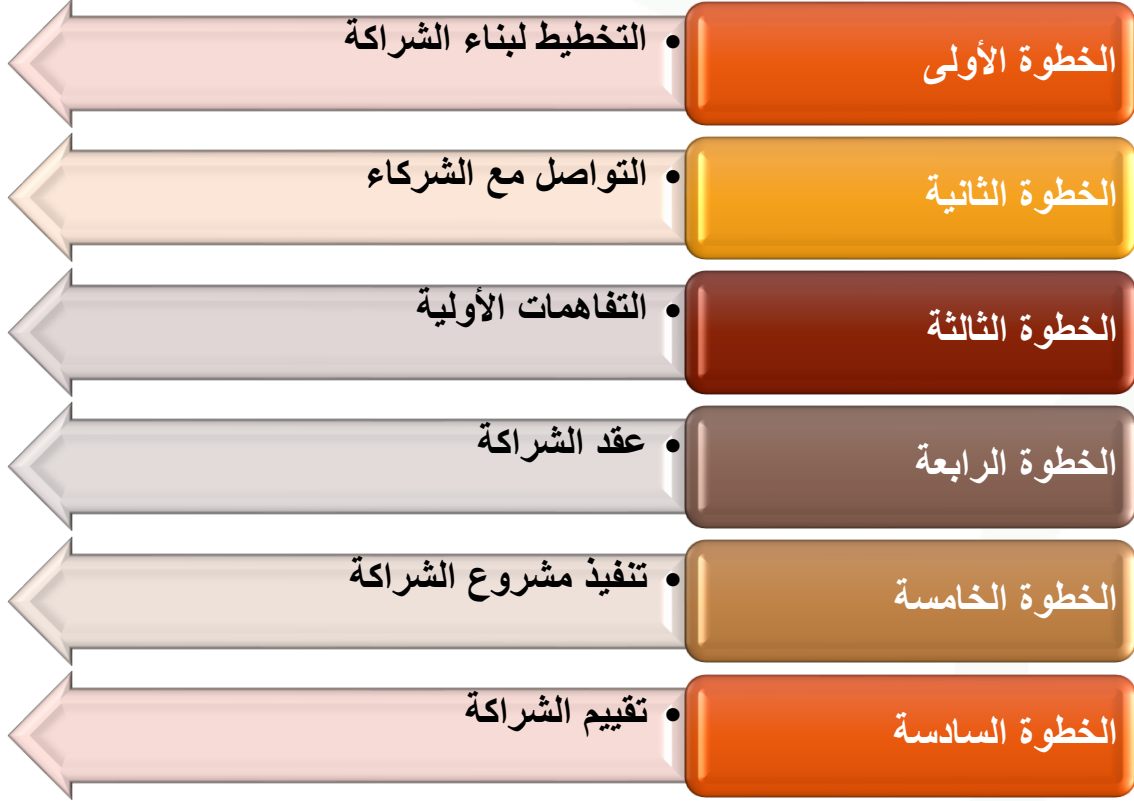 الخطوة الأولى
• التخطيط لبناء الشراكة
الخطوة الثانية
• التواصل مع الشركاء
الخطوة الثالثة
• التفاهمات الأولية
الخطوة الرابعة
• عقد الشراكة
الخطوة الخامسة
• تنفيذ مشروع الشراكة
الخطوة السادسة
• تقييم الشراكة